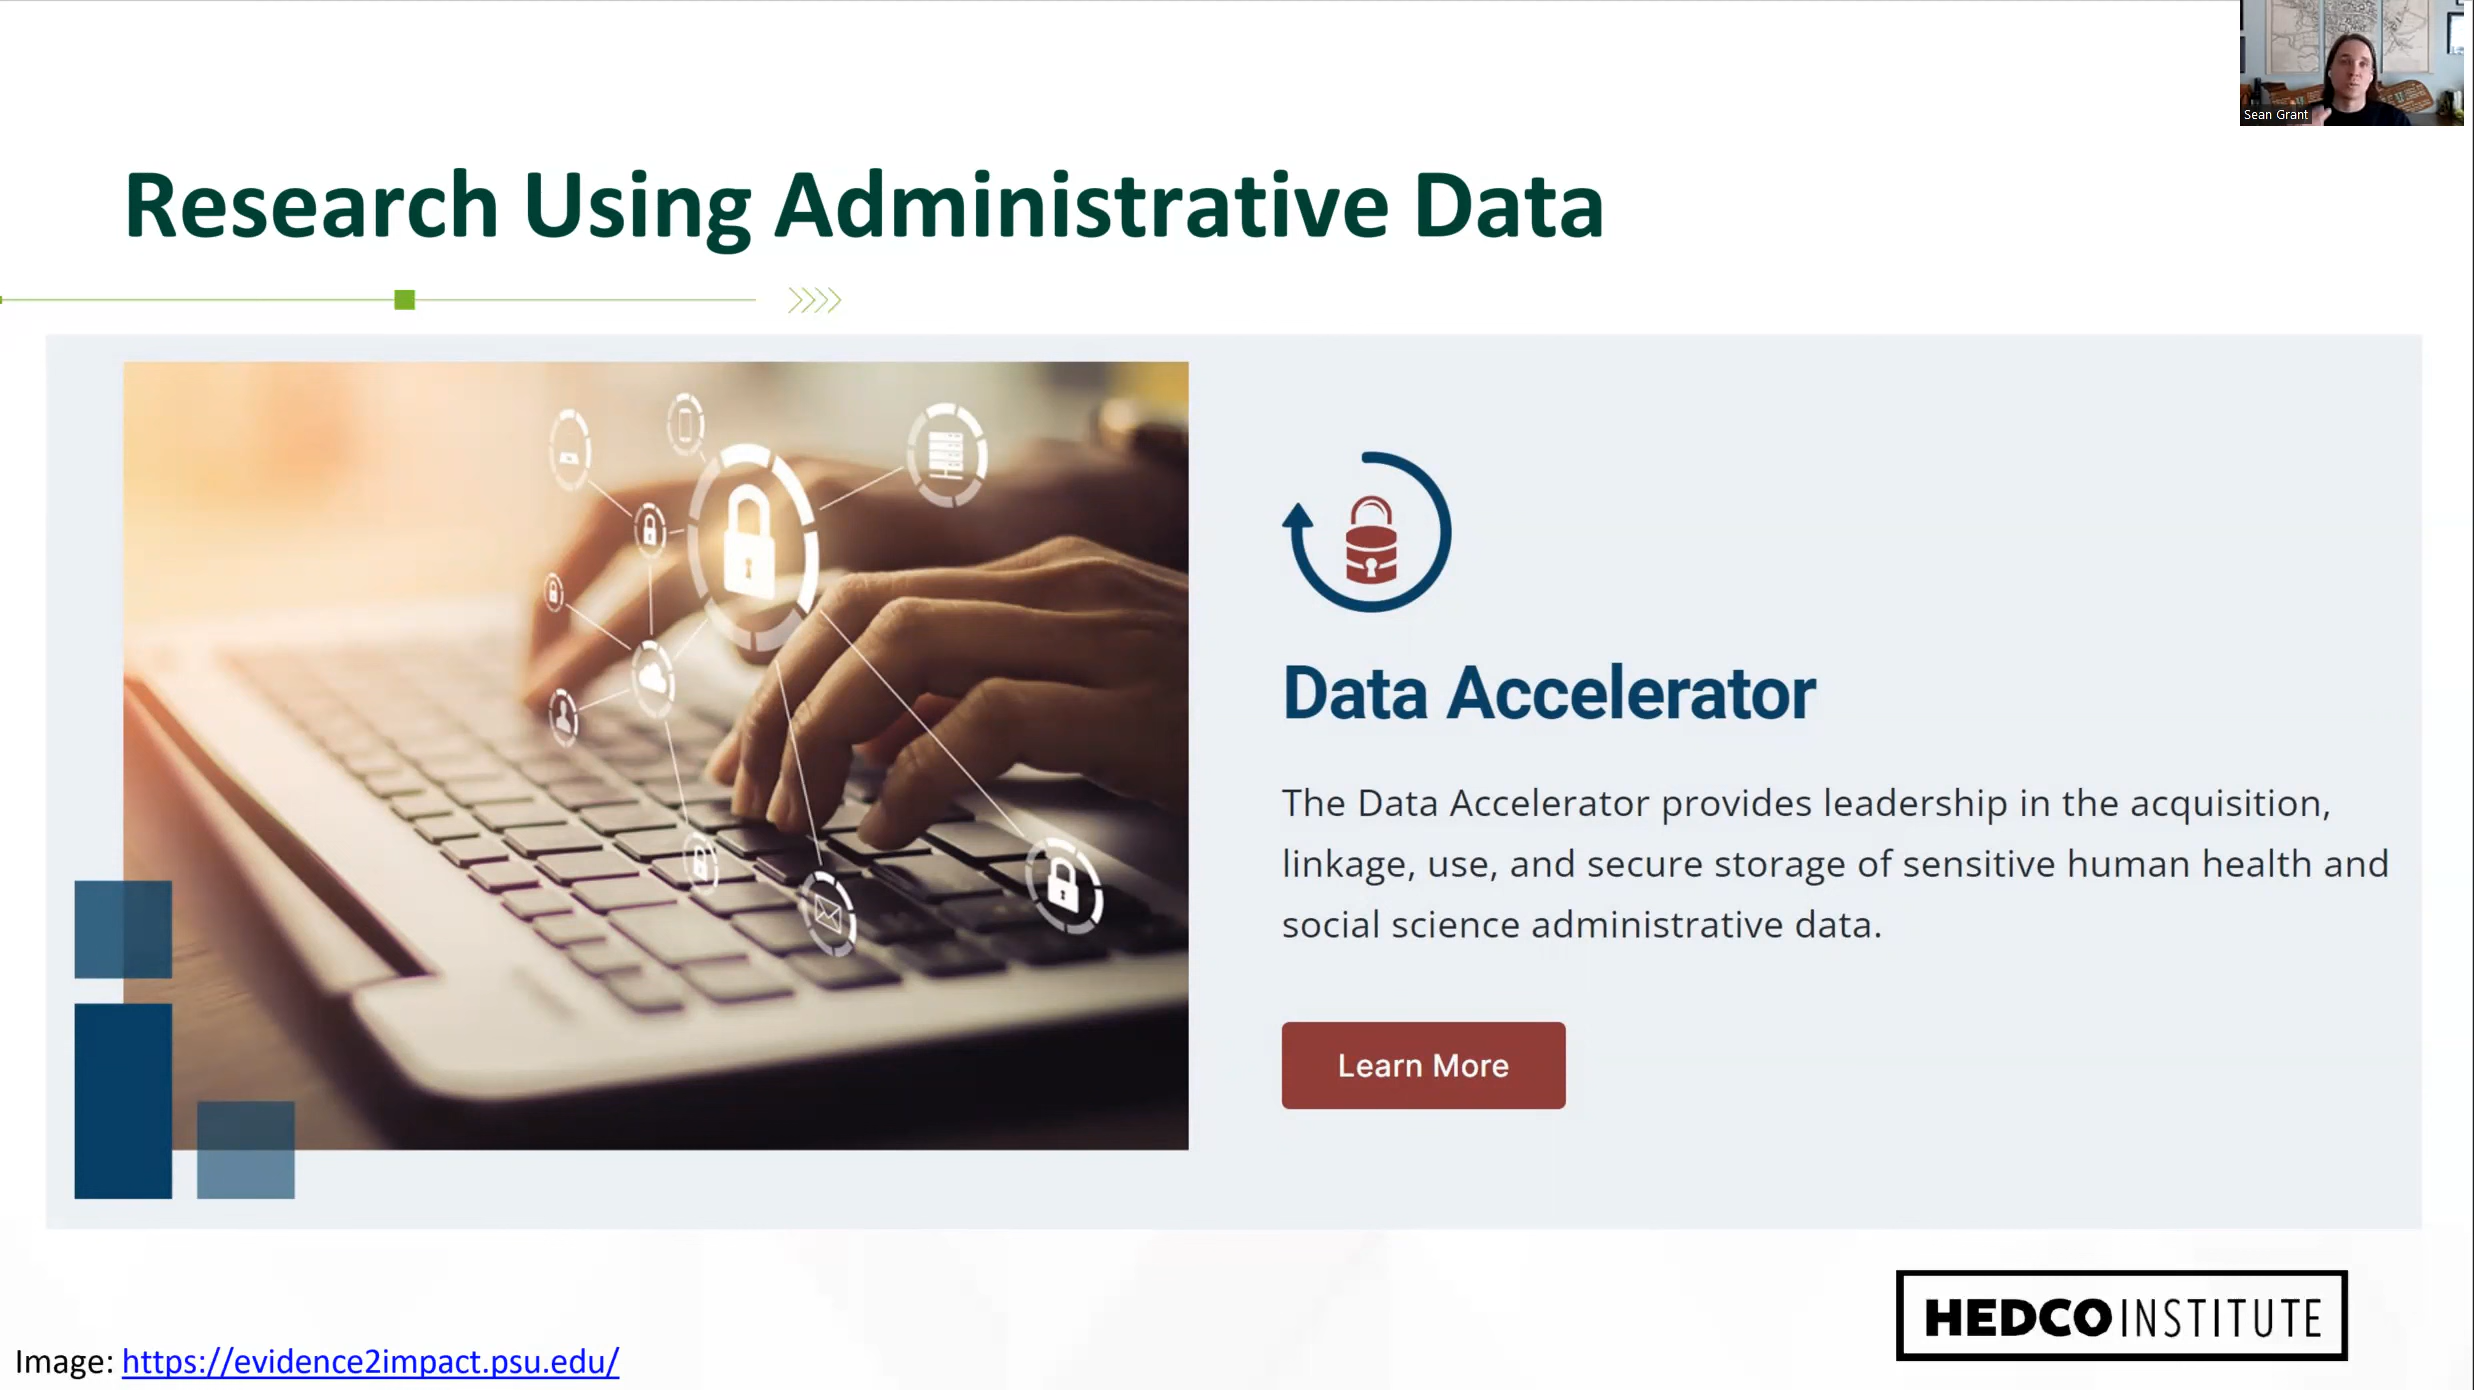 Sean Grant
Research Using Administrative Data
Data Accelerator
The Data Accelerator provides leadership in the acquisition,
linkage, use, and secure storage of sensitive human health and
social science administrative data.
Learn More
HEDCO INSTITUTE
Image: https://evidence2impact.psu.edu/